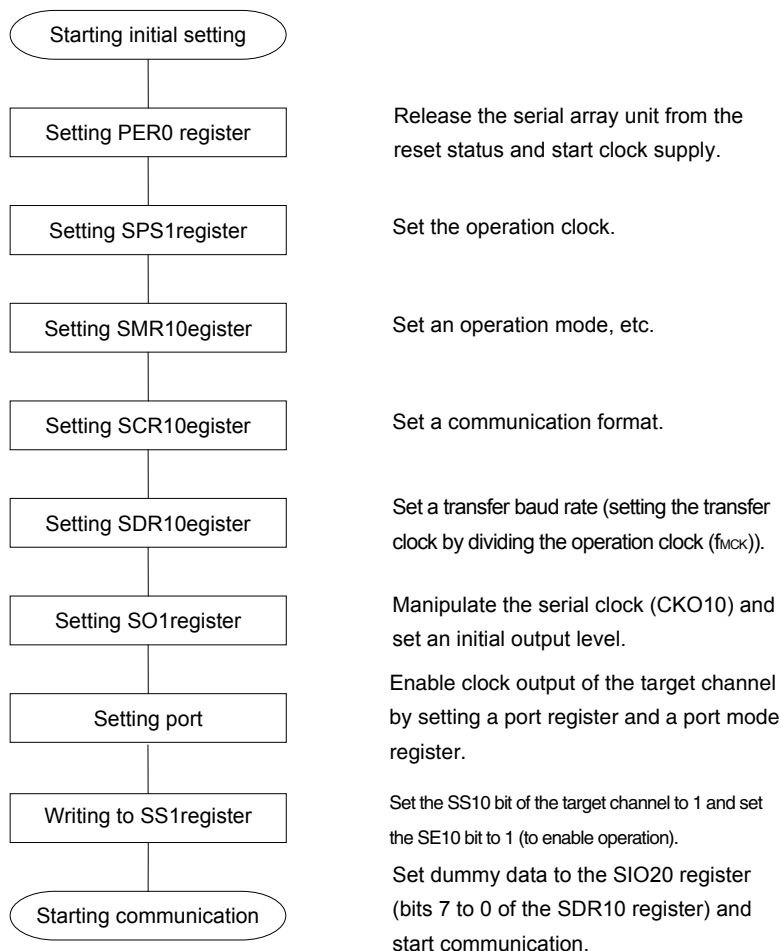 Starting initial setting
Setting PER0 register
Release the serial array unit from the
reset status and start clock supply.
Setting SPS1register
Set the operation clock.
Setting SMR10egister
Set an operation mode, etc.
Setting SCR10egister
Set a communication format.
Setting SDR10egister
Set a transfer baud rate (setting the transfer
clock by dividing the operation clock (fMCK)).
Setting SO1register
Manipulate the serial clock (CKO10) and
set an initial output level.
Setting port
Enable clock output of the target channel
by setting a port register and a port mode
register.
Writing to SS1register
Set the SS10 bit of the target channel to 1 and set
the SE10 bit to 1 (to enable operation).
Starting communication
Set dummy data to the SIO20 register
(bits 7 to 0 of the SDR10 register) and
start communication.